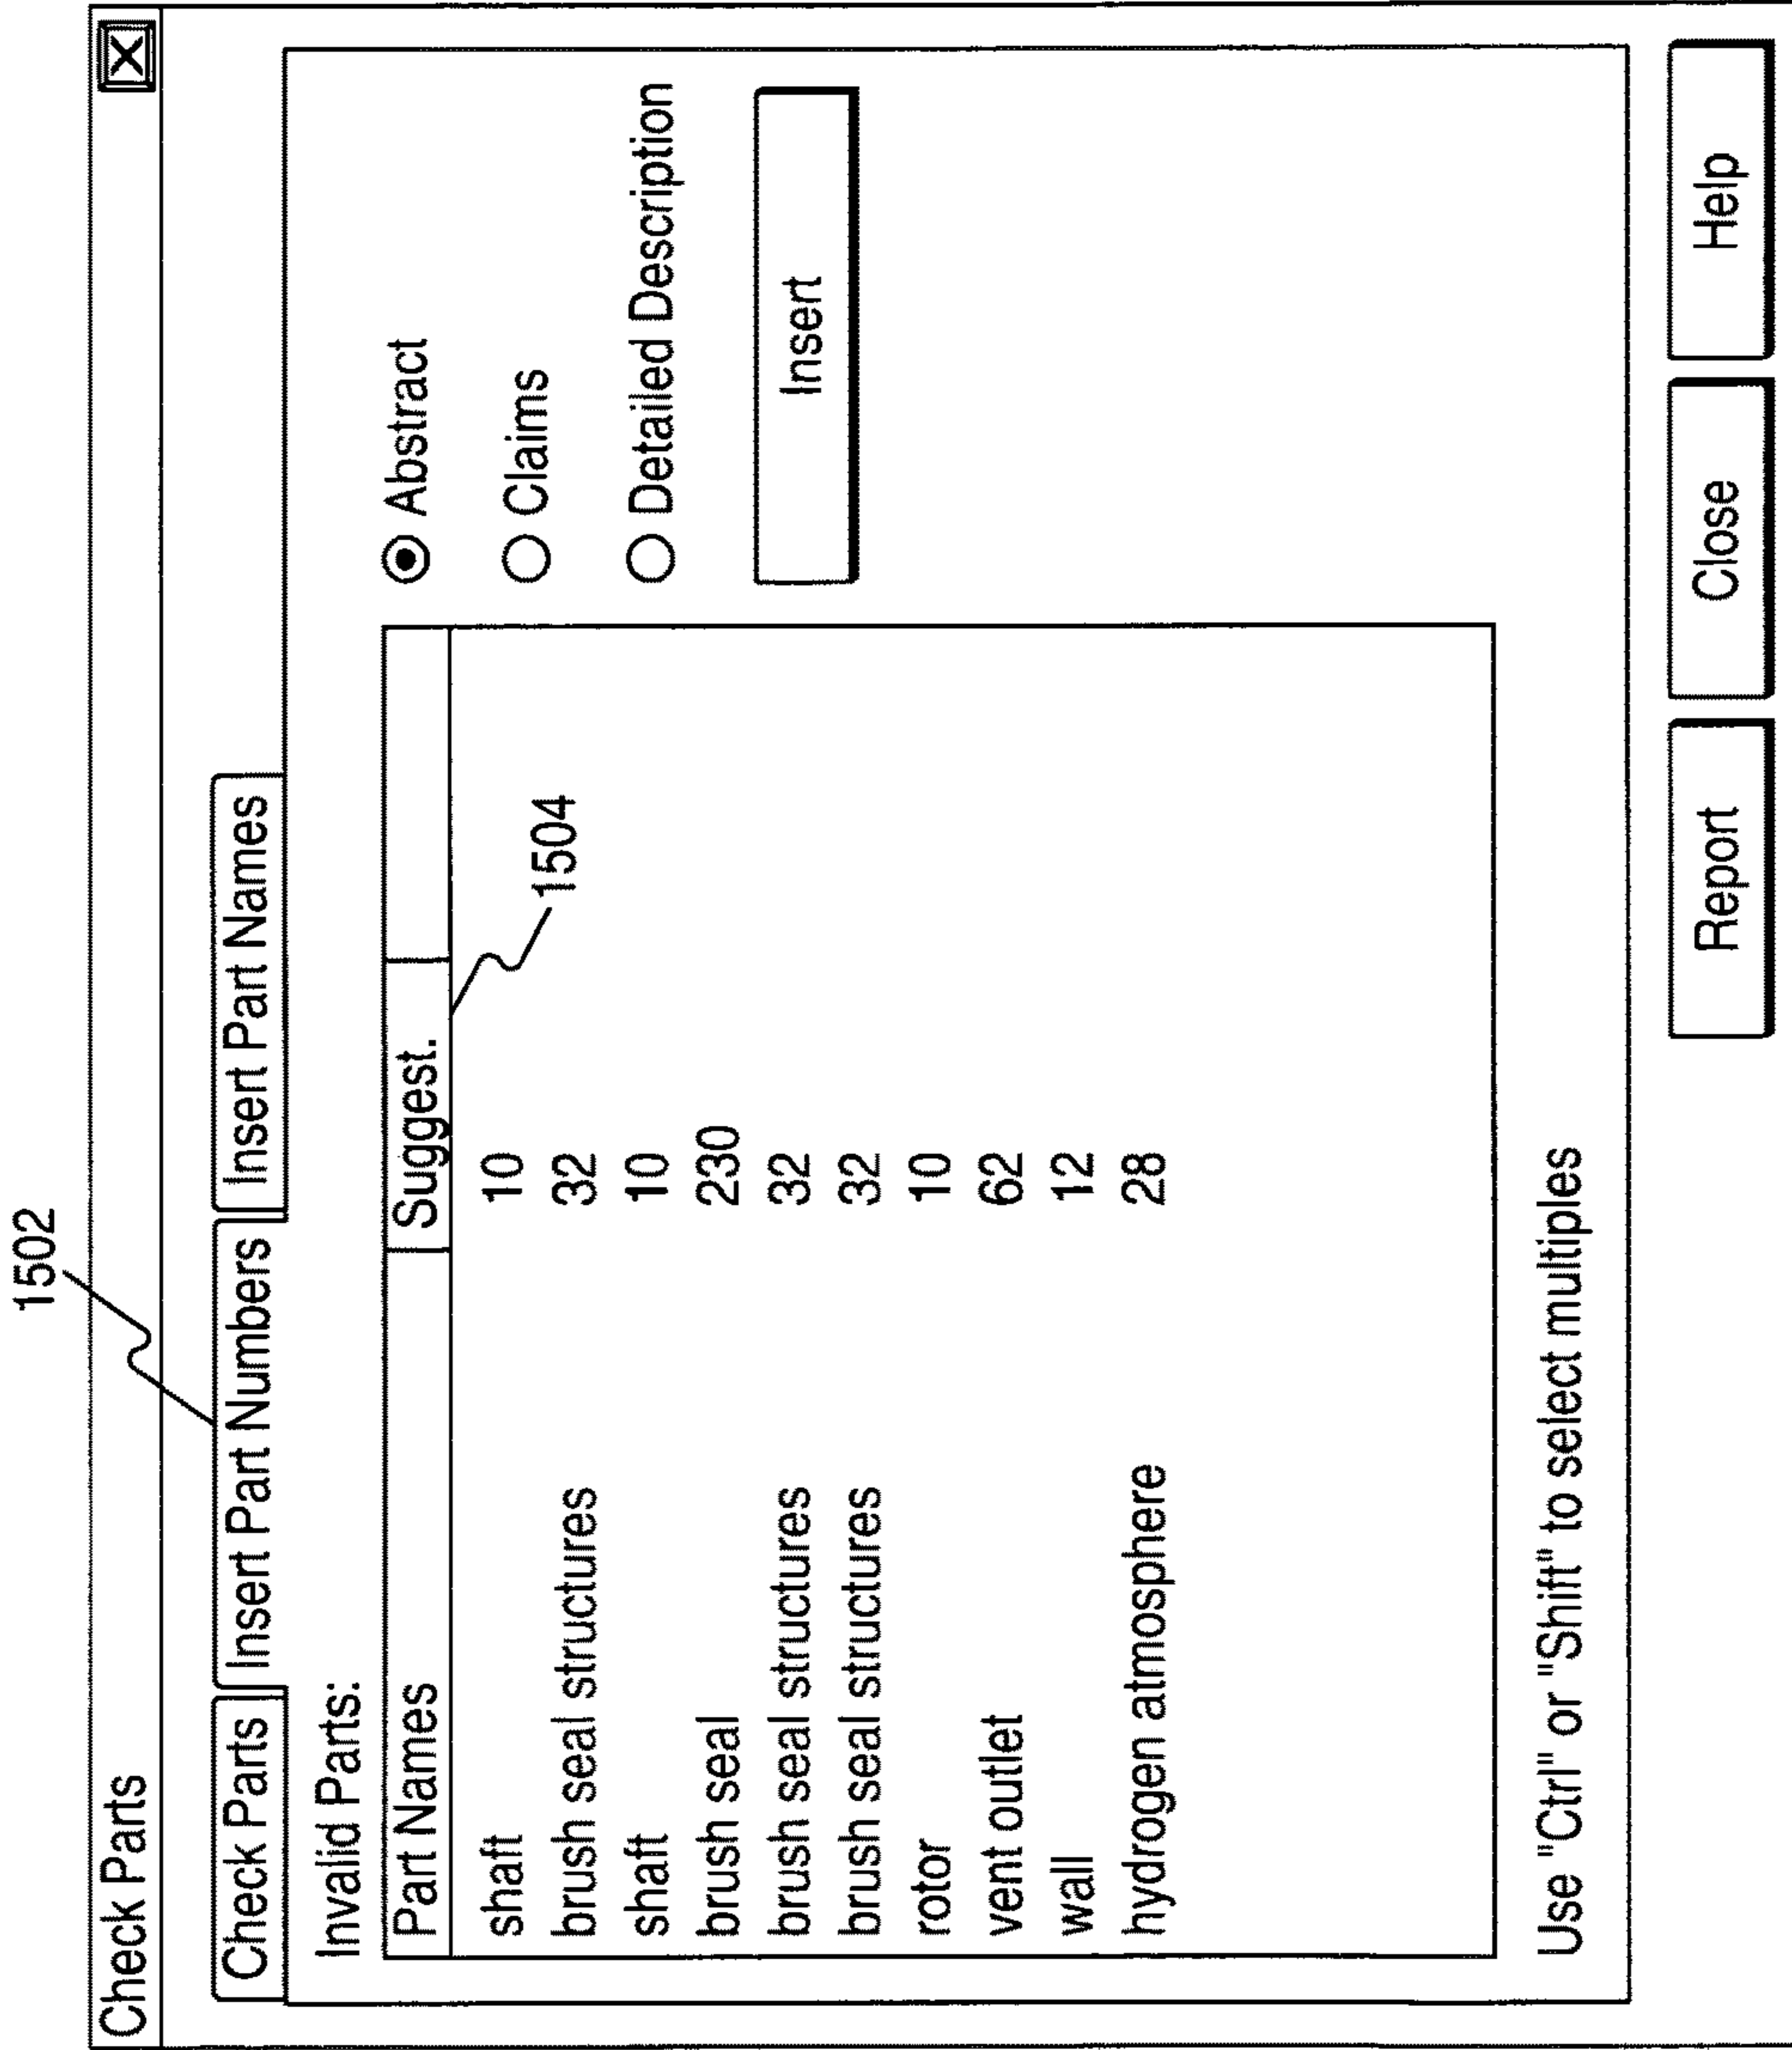 1502
Check Parts
Check Parts Insert Part Numbers Insert Part Names
Invalid Parts:
Part Names Suggest.
1504
shaft 10
brush seal structures 32
shaft 10
brush seal 230
brush seal structures 32
brush seal structures 32
rotor 10
vent outlet 62
wall 12
hydrogen atmosphere 28
Abstract
Claims
Detailed Description
Insert
Use "Ctrl" or "Shift" to select multiples
Report Close Help